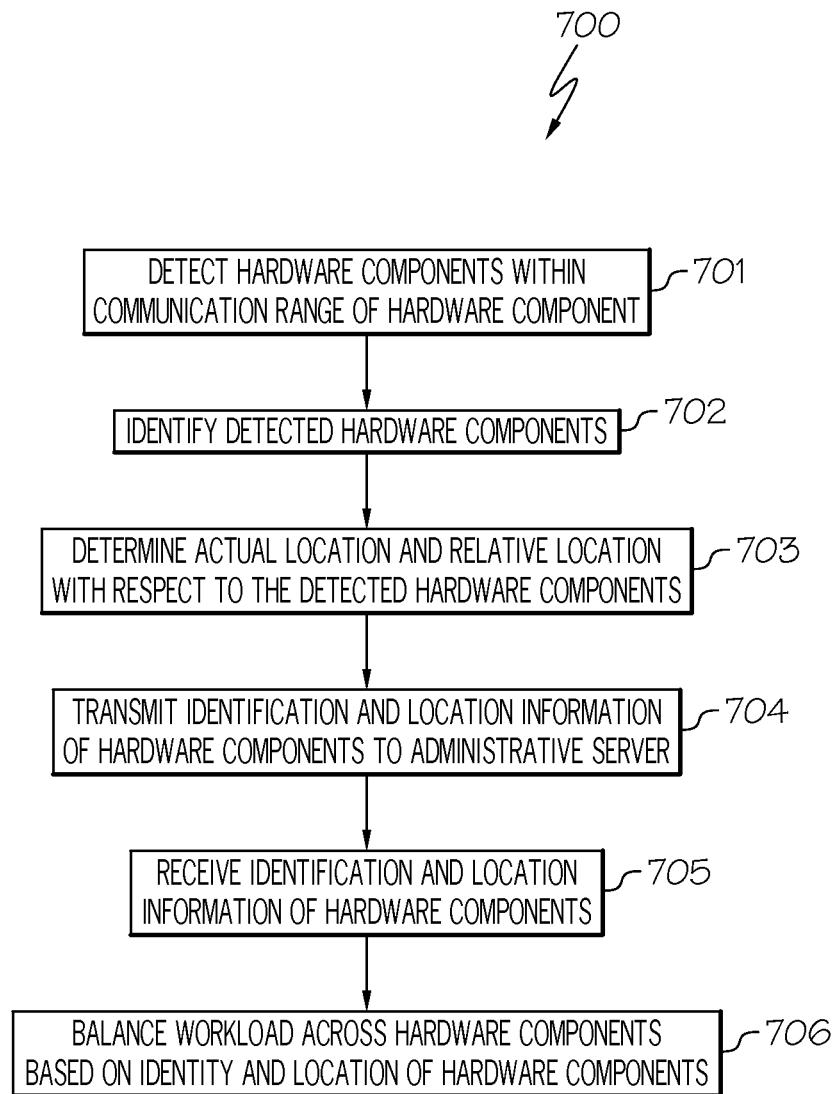 700
DETECT HARDWARE COMPONENTS WITHIN
COMMUNICATION RANGE OF HARDWARE COMPONENT
701
IDENTIFY DETECTED HARDWARE COMPONENTS
702
DETERMINE ACTUAL LOCATION AND RELATIVE LOCATION
WITH RESPECT TO THE DETECTED HARDWARE COMPONENTS
703
TRANSMIT IDENTIFICATION AND LOCATION INFORMATION
OF HARDWARE COMPONENTS TO ADMINISTRATIVE SERVER
704
RECEIVE IDENTIFICATION AND LOCATION
INFORMATION OF HARDWARE COMPONENTS
705
BALANCE WORKLOAD ACROSS HARDWARE COMPONENTS
BASED ON IDENTITY AND LOCATION OF HARDWARE COMPONENTS
706